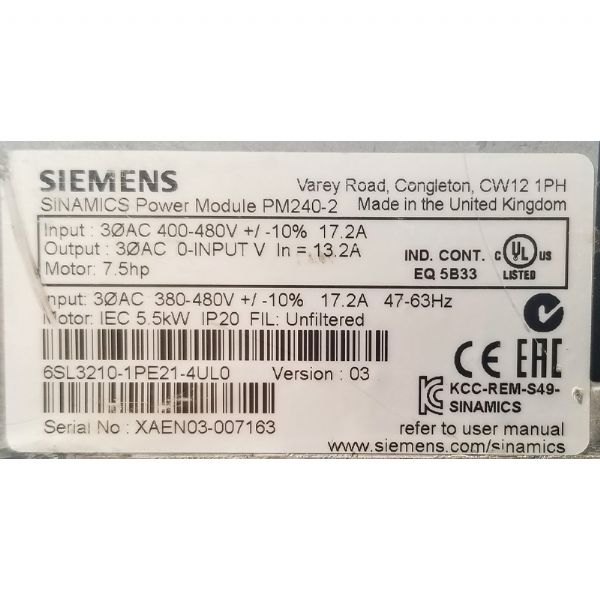 SIEMENS
Varey Road, Congleton, CW12 1PH
SINAMICS Power Module PM240-2 Made in the United Kingdom
Input : 3ØAC 400-480V +/ -10% 17.2A
Output : 3ØAC 0-INPUT V In = 13.2A
Motor: 7.5hp
IND. CONT.
EQ 5B33
C UL US
LISTED
Input: 3ØAC 380-480V +/ -10% 17.2A 47-63Hz
Motor: IEC 5.5kW IP20 FIL: Unfiltered
6SL3210-1PE21-4UL0 Version : 03
CE EAC
KCC-REM-S49-
SINAMICS
Serial No : XAEN03-007163
refer to user manual
www.siemens.com/sinamics